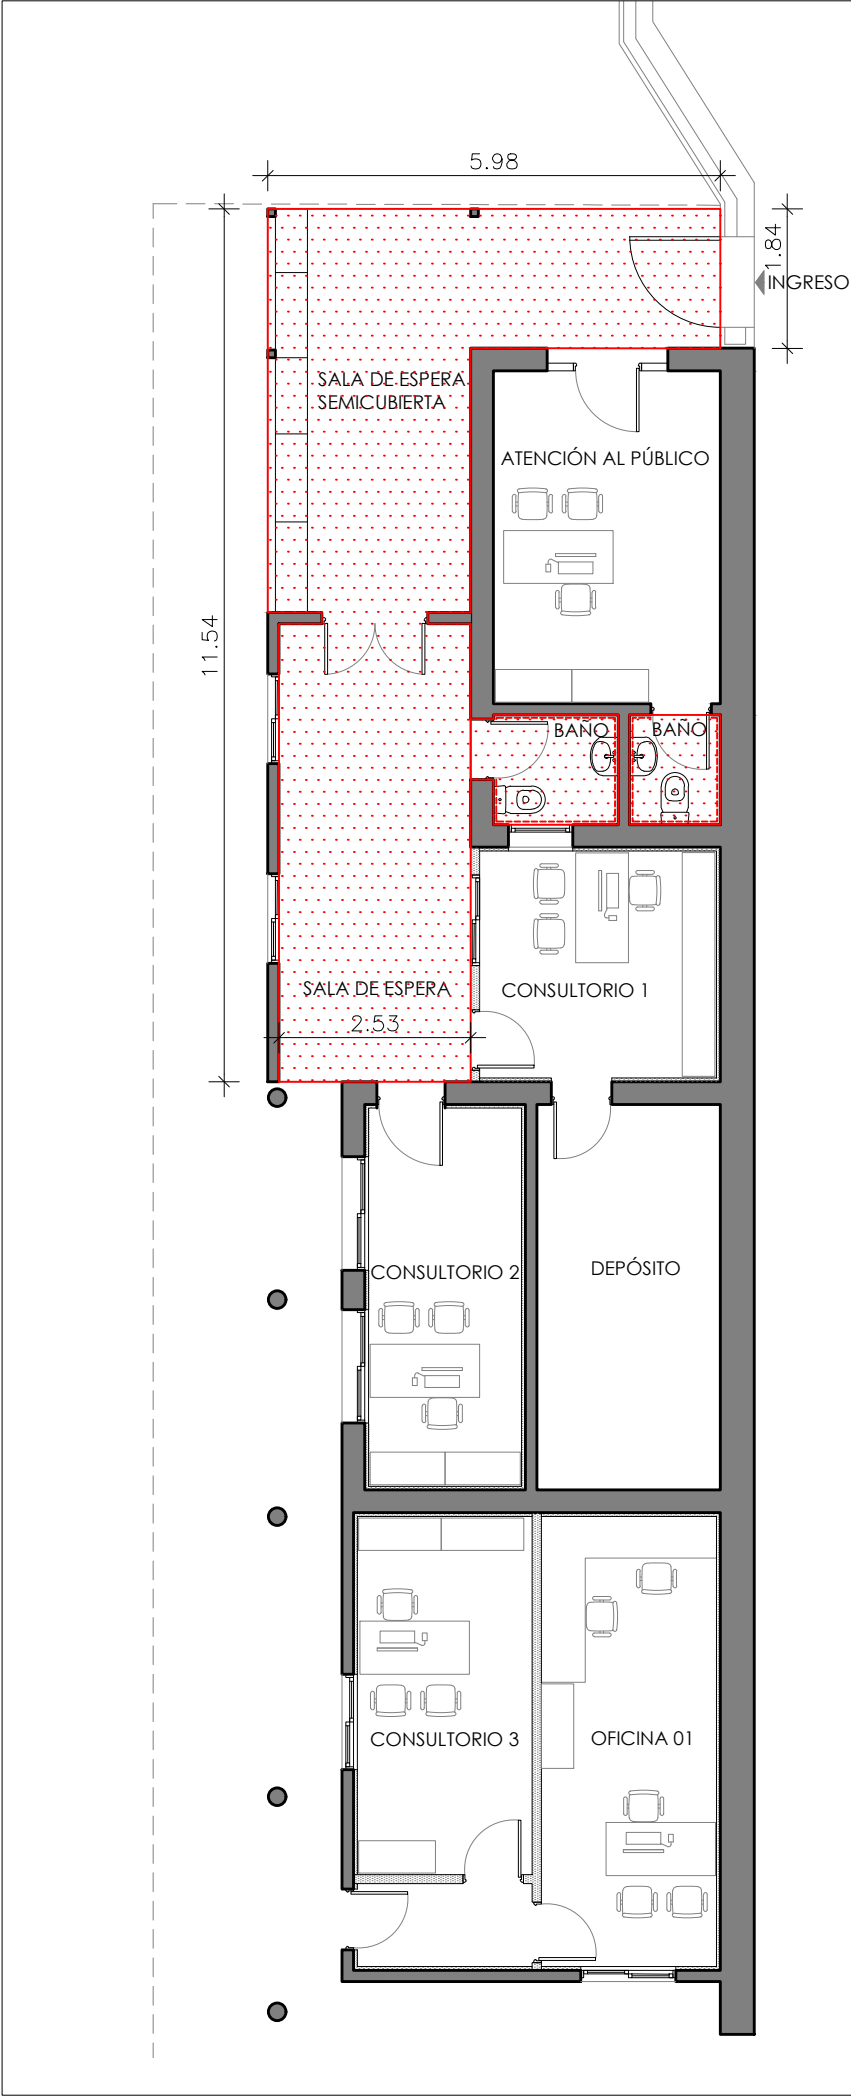 5.98
1.84
INGRESO
SALA DE ESPERA
SEMICUBIERTA
ATENCIÓN AL PÚBLICO
11.54
BAÑO
BAÑO
SALA DE ESPERA
CONSULTORIO 1
2.53
CONSULTORIO 2
DEPÓSITO
CONSULTORIO 3
OFICINA 01